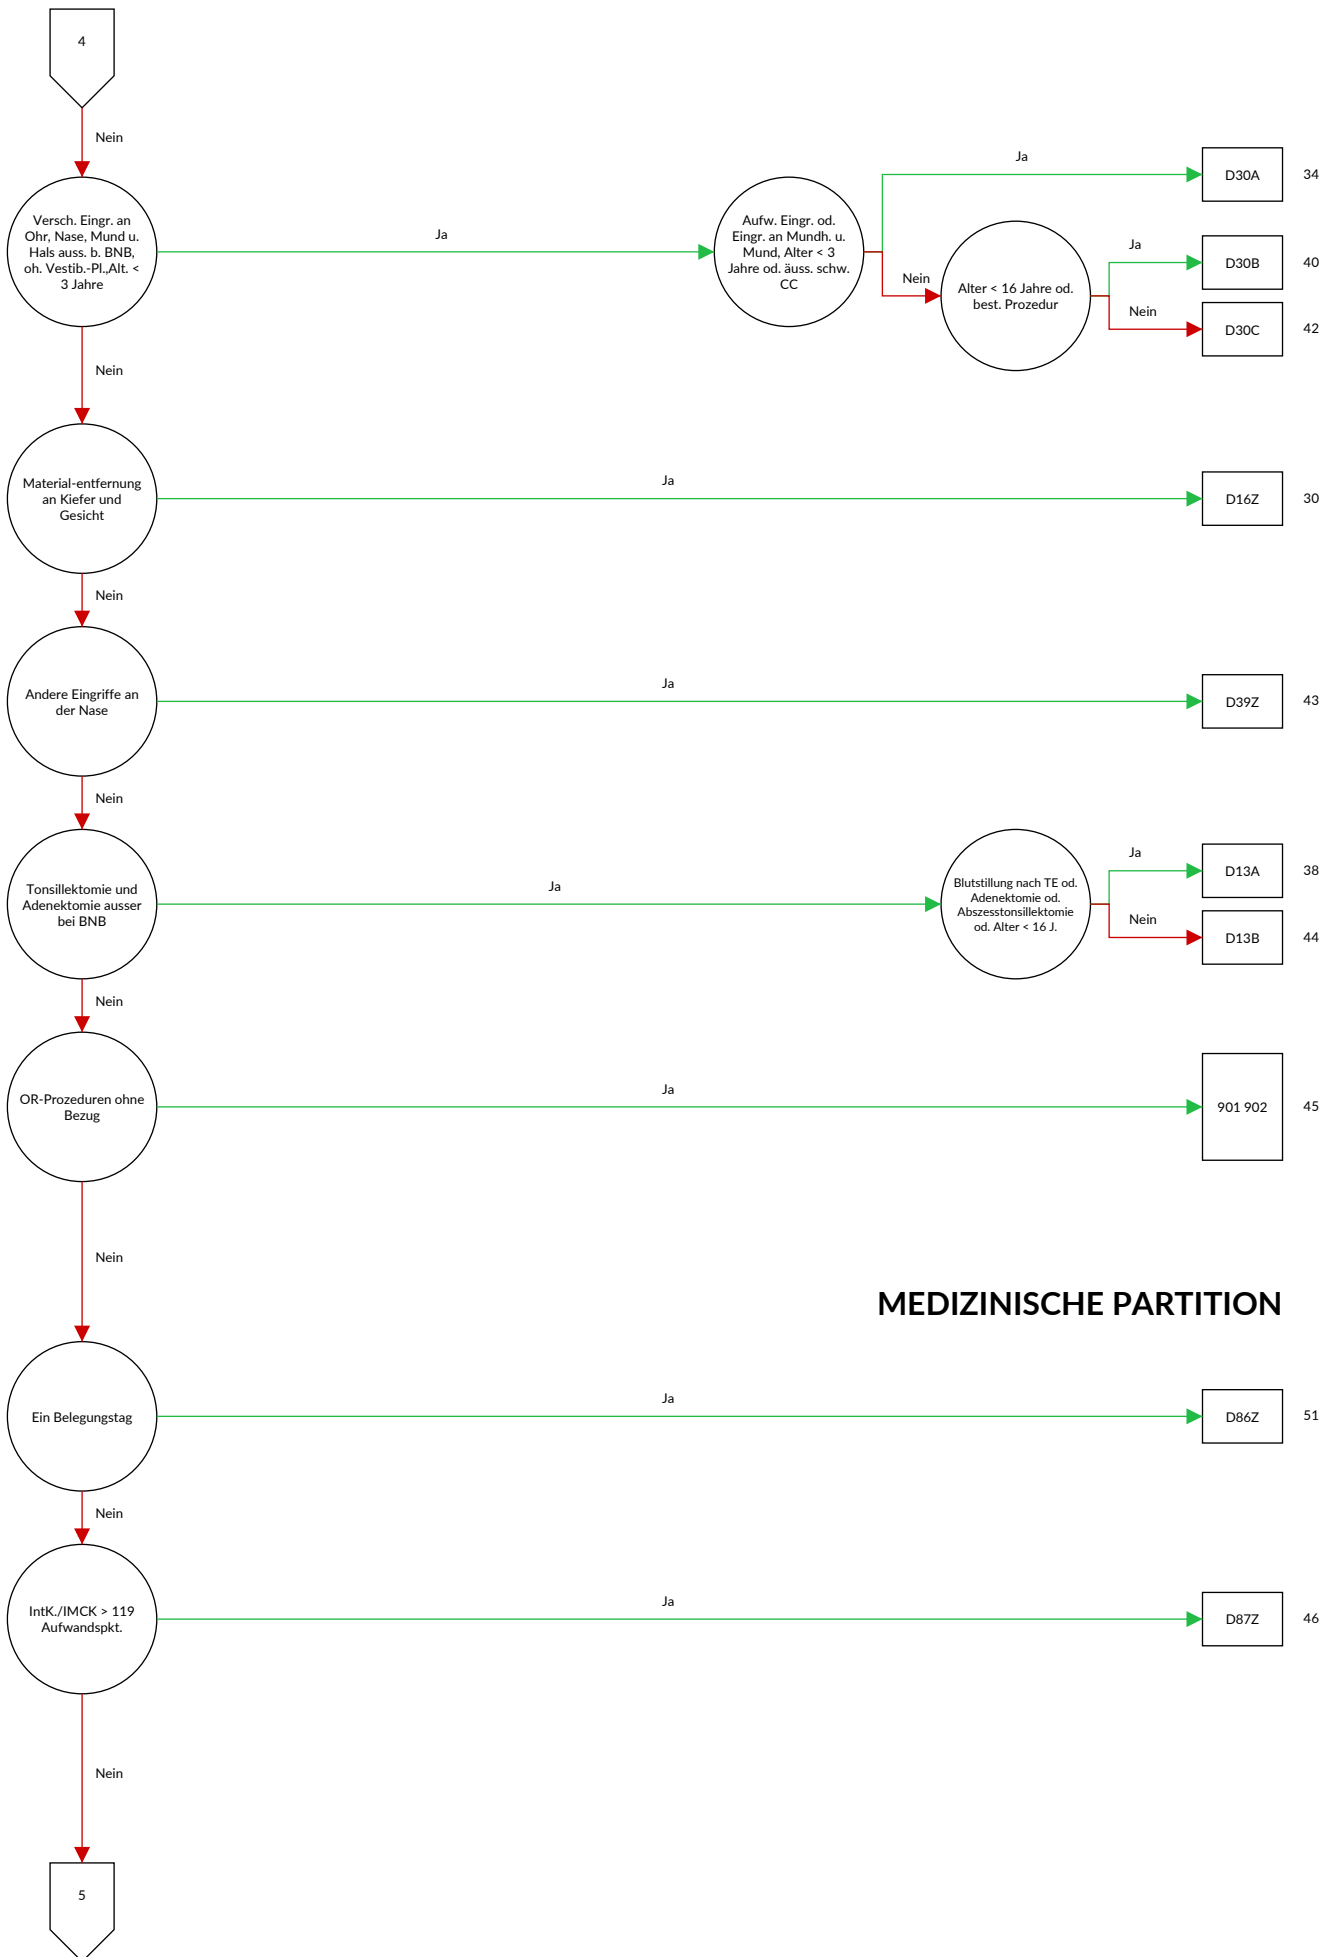 4
Nein
Versch. Eingr. an
Ohr, Nase, Mund u.
Hals auss. b. BNB,
oh. Vestib.-Pl.,Alt. <
3 Jahre
Ja
Aufw. Eingr. od.
Eingr. an Mundh. u.
Mund, Alter < 3
Jahre od. äuss. schw.
CC
Ja
D30A
34
Nein
Alter < 16 Jahre od.
best. Prozedur
Ja
D30B
40
Nein
D30C
42
Nein
Material-entfernung
an Kiefer und
Gesicht
Ja
D16Z
30
Nein
Andere Eingriffe an
der Nase
Ja
D39Z
43
Nein
Tonsillektomie und
Adenektomie ausser
bei BNB
Ja
Blutstillung nach TE od.
Adenektomie od.
Abszesstonsillektomie
od. Alter < 16 J.
Ja
D13A
38
Nein
D13B
44
Nein
OR-Prozeduren ohne
Bezug
Ja
901 902
45
Nein
MEDIZINISCHE PARTITION
Ein Belegungstag
Ja
D86Z
51
Nein
IntK./IMCK > 119
Aufwandspkt.
Ja
D87Z
46
Nein
5